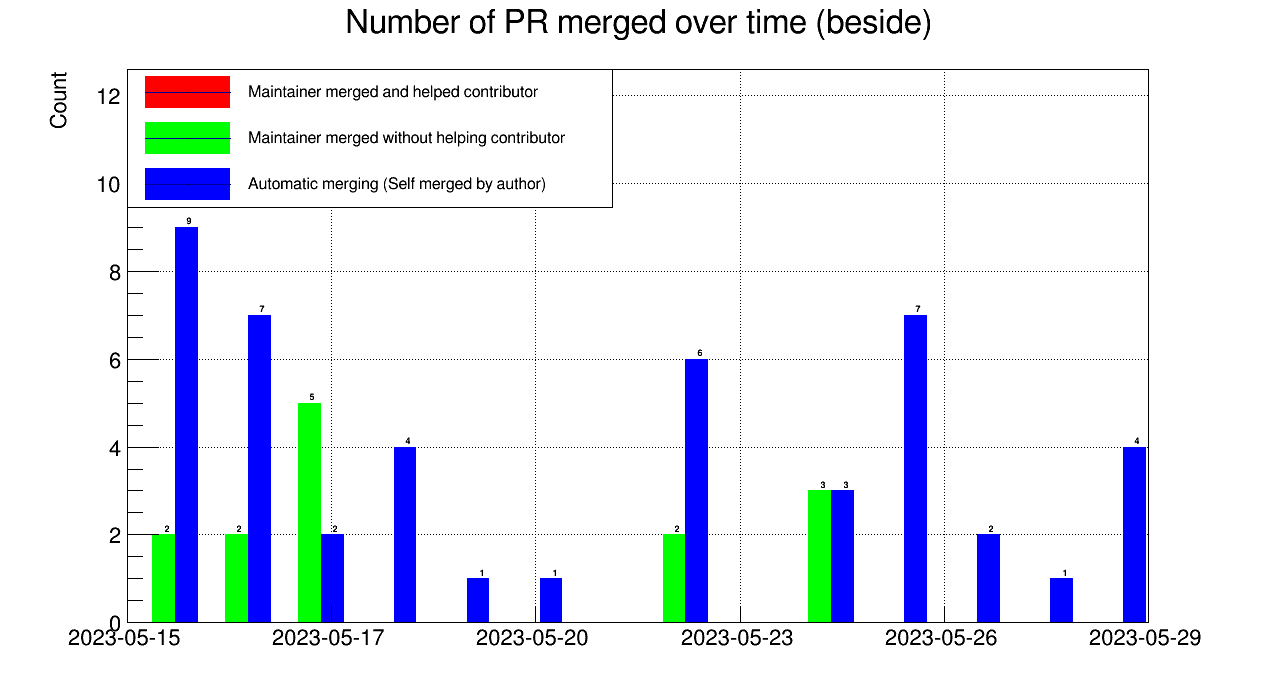 Number of PR merged over time (beside)
Count
Maintainer merged and helped contributor
Maintainer merged without helping contributor
Automatic merging (Self merged by author)
12
10
8
6
4
2
0
2 9 2 7 5 2 4 1 1 2 6 3 3 7 2 1 4
2023-05-15 2023-05-17 2023-05-20 2023-05-23 2023-05-26 2023-05-29